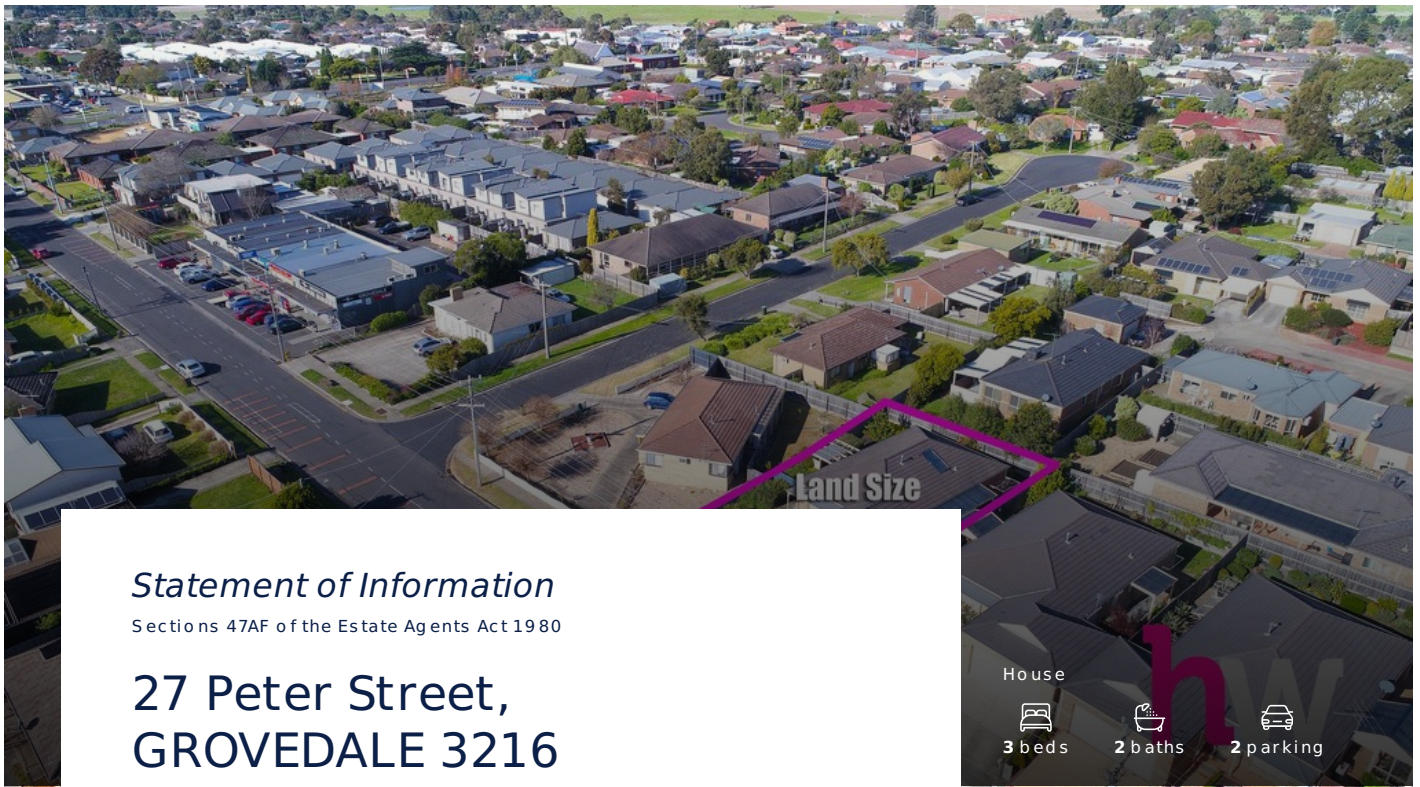 Land Size
Statement of Information
Sections 47AF of the Estate Agents Act 1980
27 Peter Street,
GROVEDALE 3216
House
3 beds 2 baths 2 parking
hw